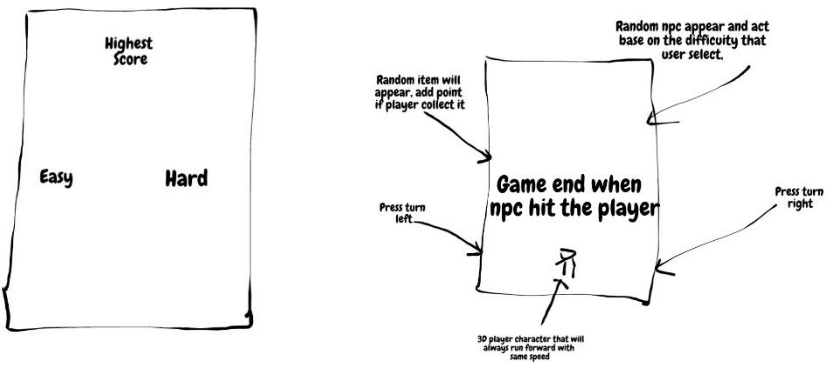 Highest
Score
Easy
Hard
Random npc appear and act
base on the difficuity that
user select.
Random item will
appear, add point
if player collect it
Game end when
npc hit the player
Press turn
left
Press turn
right
3D player character that will
always run forward with
same speed